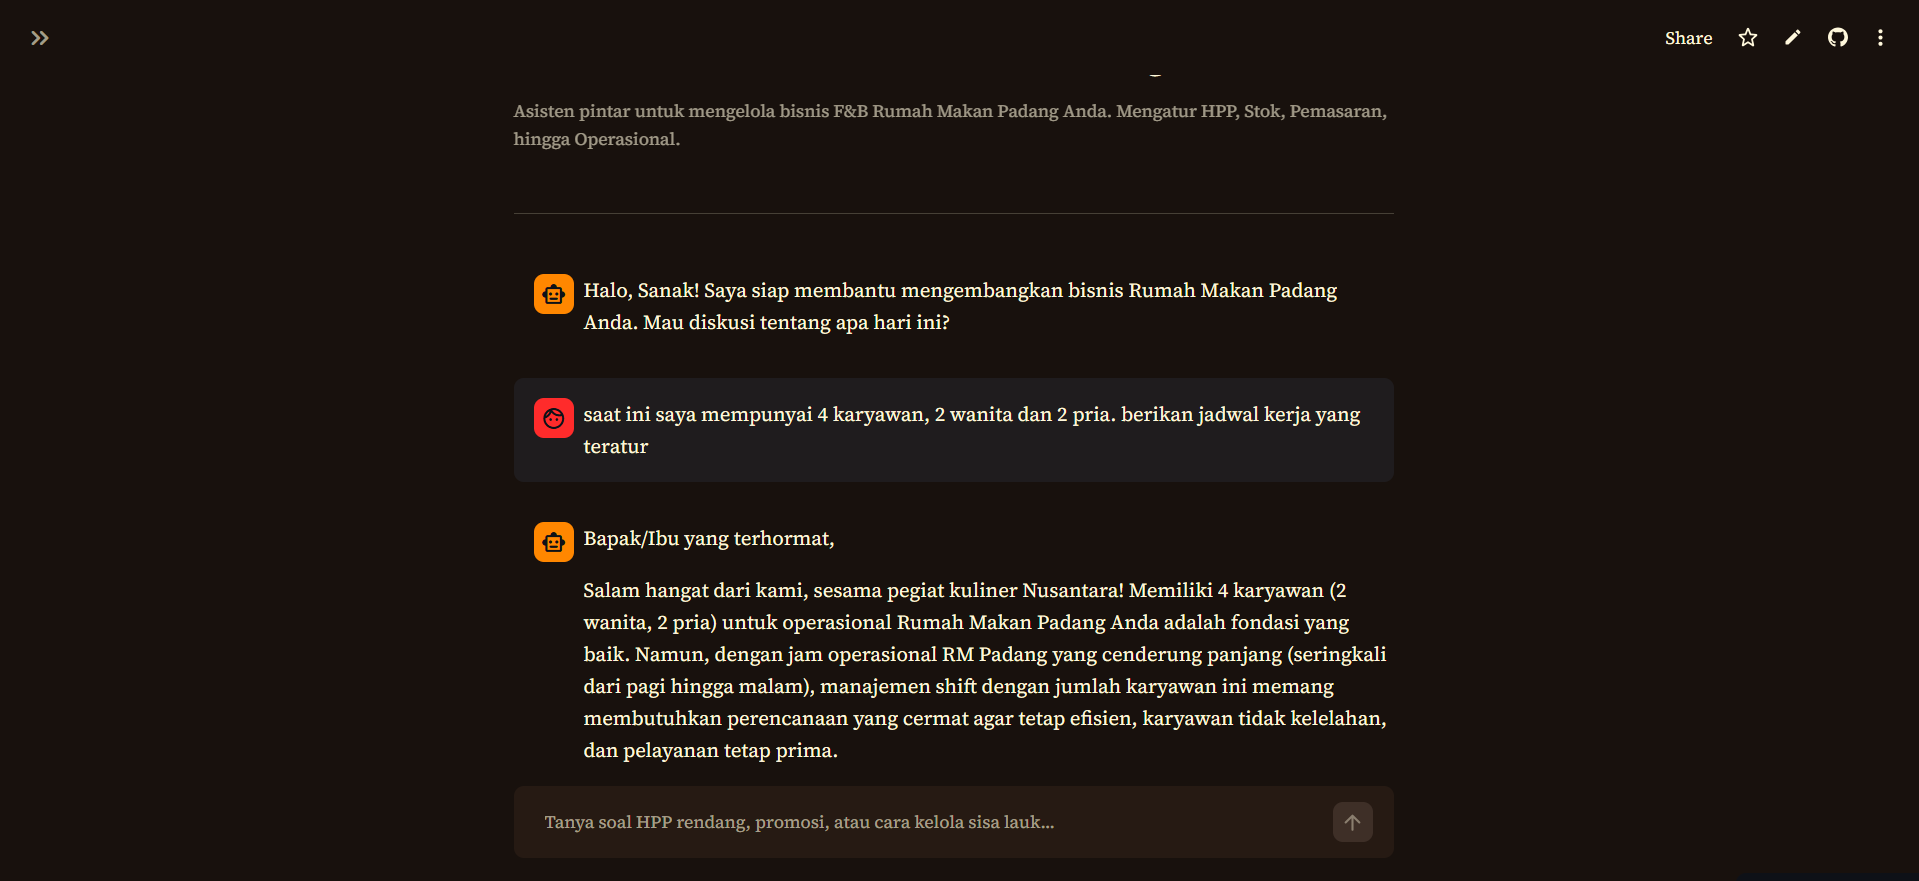 Share
Asisten pintar untuk mengelola bisnis F&B Rumah Makan Padang Anda. Mengatur HPP, Stok, Pemasaran,
hingga Operasional.
Halo, Sanak! Saya siap membantu mengembangkan bisnis Rumah Makan Padang
Anda. Mau diskusi tentang apa hari ini?
saat ini saya mempunyai 4 karyawan, 2 wanita dan 2 pria. berikan jadwal kerja yang
teratur
Bapak/Ibu yang terhormat,
Salam hangat dari kami, sesama pegiat kuliner Nusantara! Memiliki 4 karyawan (2
wanita, 2 pria) untuk operasional Rumah Makan Padang Anda adalah fondasi yang
baik. Namun, dengan jam operasional RM Padang yang cenderung panjang (seringkali
dari pagi hingga malam), manajemen shift dengan jumlah karyawan ini memang
membutuhkan perencanaan yang cermat agar tetap efisien, karyawan tidak kelelahan,
dan pelayanan tetap prima.
Tanya soal HPP rendang, promosi, atau cara kelola sisa lauk...